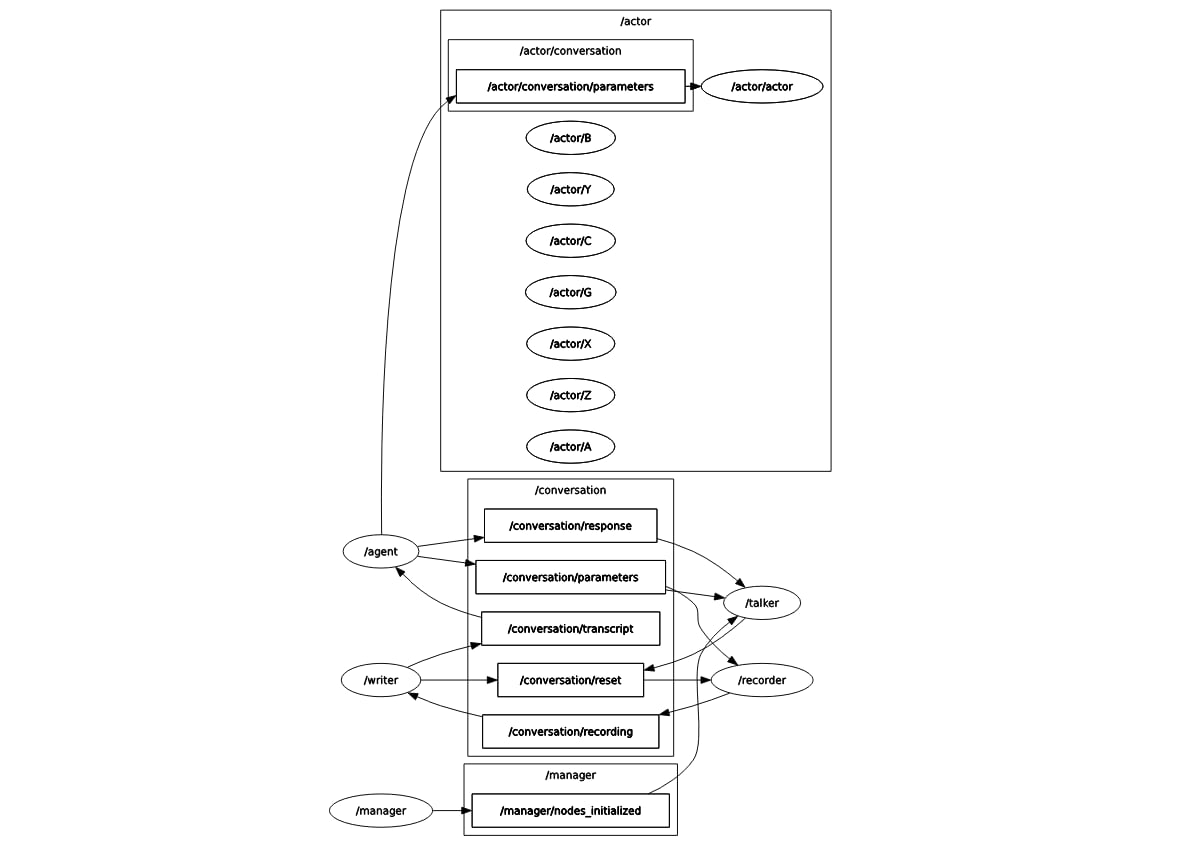 /actor
/actor/conversation
/actor/conversation/parameters
/actor/actor
/actor/B
/actor/Y
/actor/C
/actor/G
/actor/X
/actor/Z
/actor/A
/conversation
/conversation/response
/agent
/conversation/parameters
/talker
/conversation/transcript
/writer
/conversation/reset
/recorder
/conversation/recording
/manager
/manager
/manager/nodes_initialized